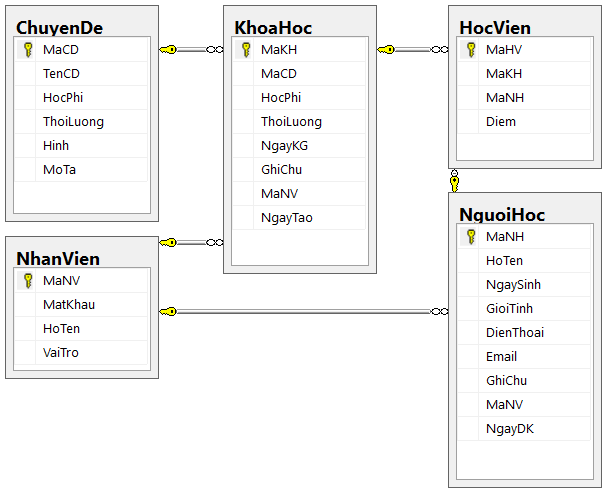 ChuyenDe
MaCD
TenCD
HocPhi
ThoiLuong
Hinh
MoTa
KhoaHoc
MaKH
MaCD
HocPhi
ThoiLuong
NgayKG
GhiChu
MaNV
NgayTao
HocVien
MaHV
MaKH
MaNH
Diem
NhanVien
MaNV
MatKhau
HoTen
VaiTro
NguoiHoc
MaNH
HoTen
NgaySinh
GioiTinh
DienThoai
Email
GhiChu
MaNV
NgayDK